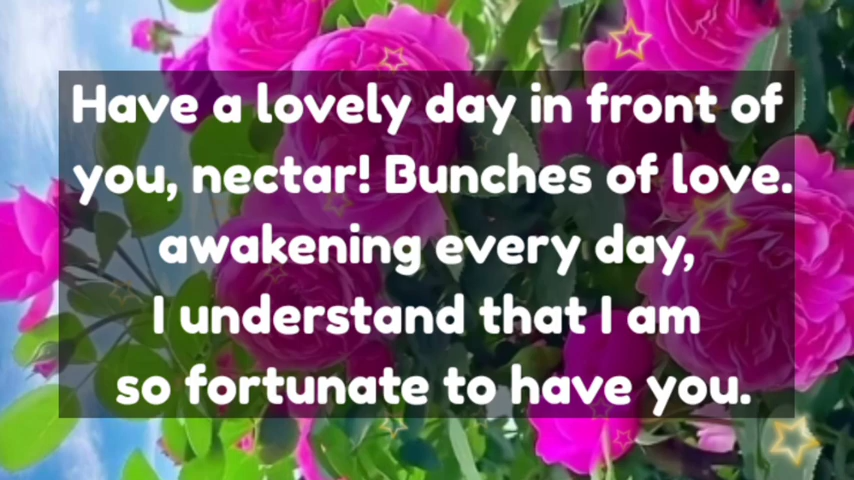 Have a lovely day in front of
you, nectar! Bunches of love.
awakening every day,
I understand that I am
so fortunate to have you.